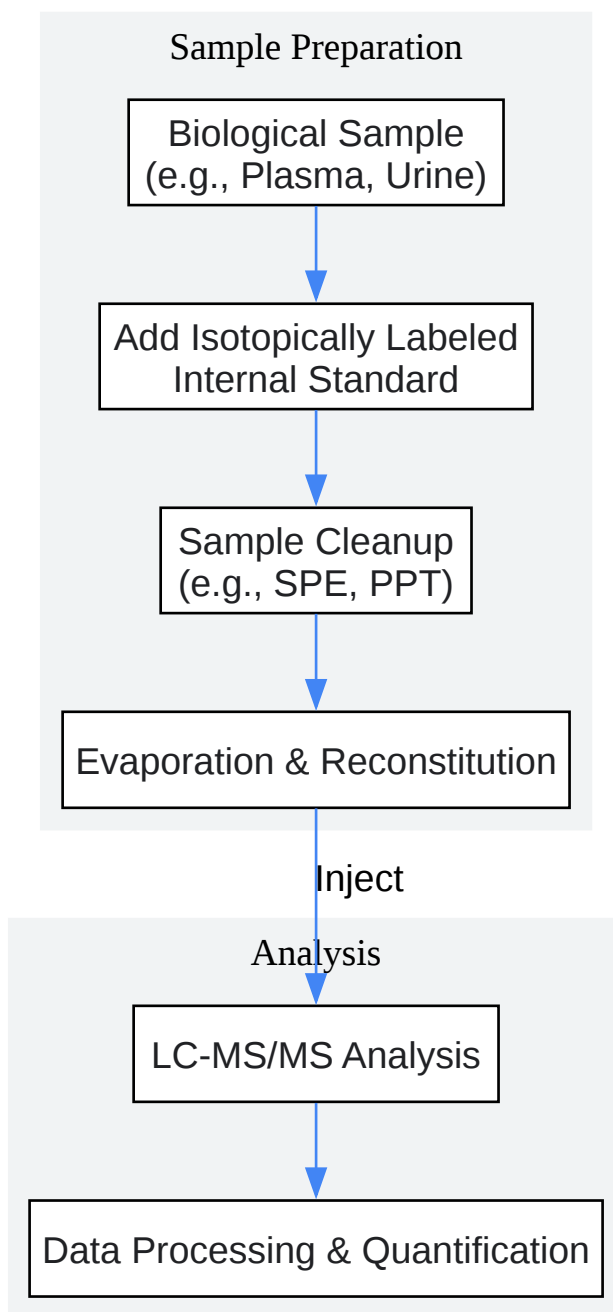 Sample Preparation
Biological Sample
(e.g., Plasma, Urine)
Add Isotopically Labeled
Internal Standard
Sample Cleanup
(e.g., SPE, PPT)
Evaporation & Reconstitution
Inject
Analysis
LC-MS/MS Analysis
Data Processing & Quantification